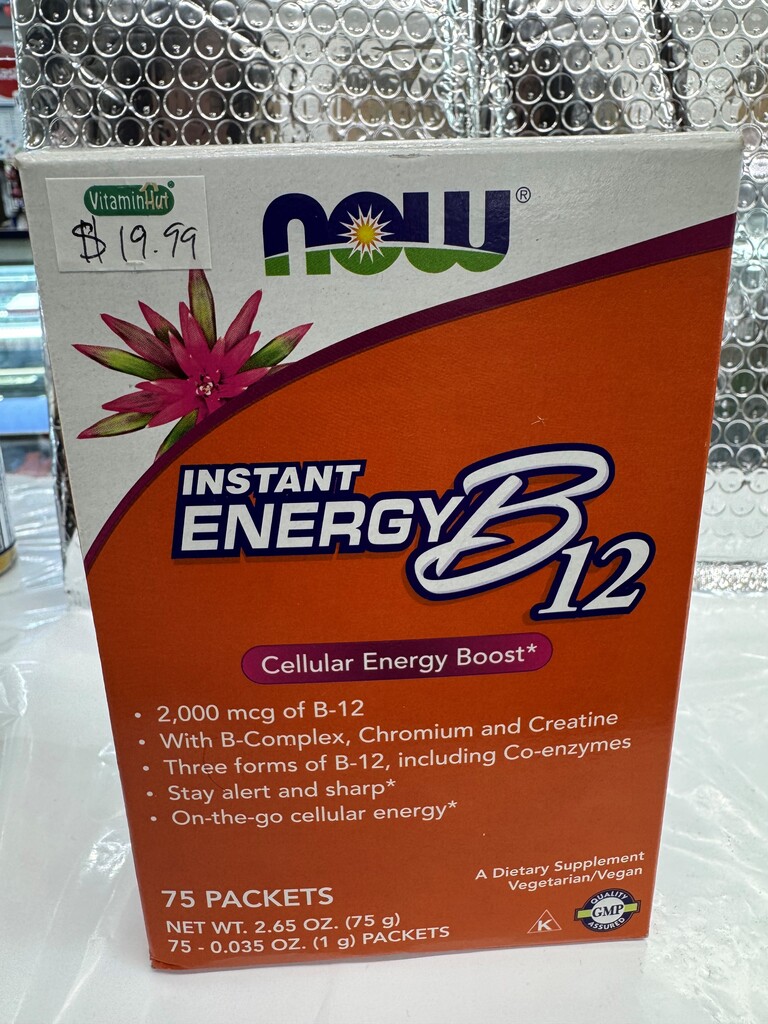 VitaminHut
$19.99
NOW®
INSTANT
ENERGY B12
Cellular Energy Boost*
• 2,000 mcg of B-12
• With B-Complex, Chromium and Creatine
• Three forms of B-12, including Co-enzymes
• Stay alert and sharp*
• On-the-go cellular energy*
75 PACKETS
NET WT. 2.65 OZ. (75 g)
75 - 0.035 OZ. (1 g) PACKETS
A Dietary Supplement
Vegetarian/Vegan
K
QUALITY
GMP
ASSURED